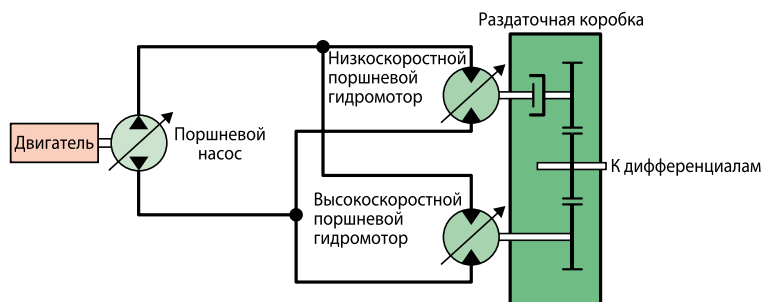 Раздаточная коробка
Низкоскоростной
поршневой
гидромотор
Двигатель
Поршневой
насос
К дифференциалам
Высокоскоростной
поршневой
гидромотор